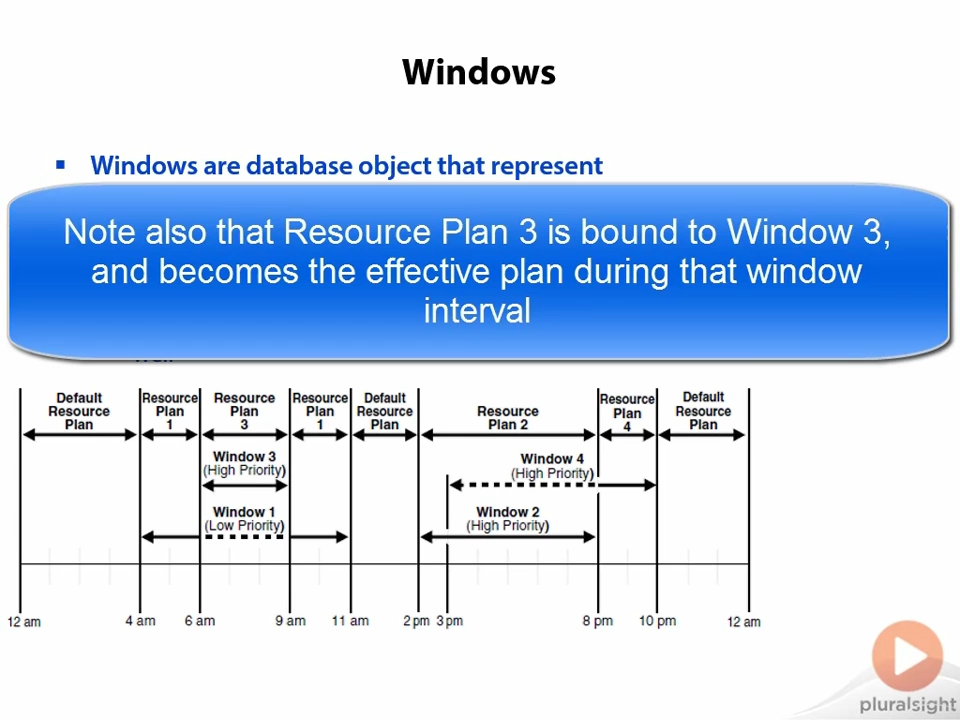 Windows
▪ Windows are database object that represent
Note also that Resource Plan 3 is bound to Window 3,
and becomes the effective plan during that window
interval
Default Resource Plan
Resource Plan 1
Resource Plan 3
Resource Plan 1
Default Resource Plan
Resource Plan 2
Resource Plan 4
Default Resource Plan
Window 3
(High Priority)
Window 4
(High Priority)
Window 1
(Low Priority)
Window 2
(High Priority)
12 am 4 am 6 am 9 am 11 am 2 pm 3 pm 8 pm 10 pm 12 am
pluralsight